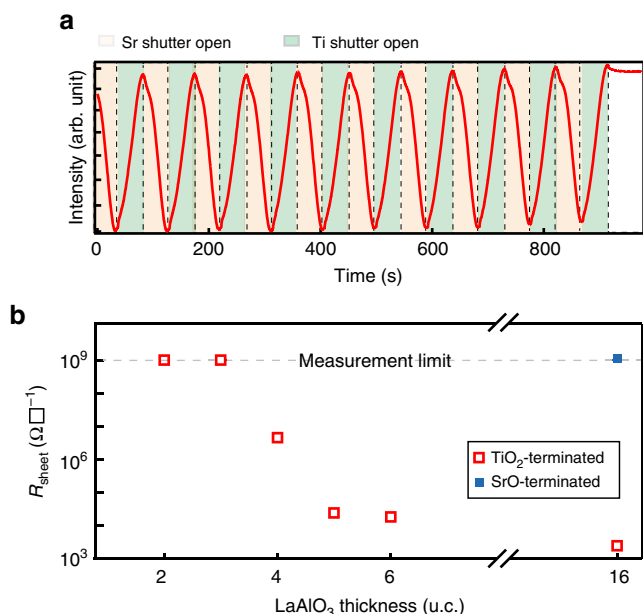 a
Sr shutter open Ti shutter open
Intensity (arb. unit)
0 200 400 600 800
Time (s)
b
10⁹
10⁶
10³
R_sheet (Ω□⁻¹)
Measurement limit
TiO₂-terminated
SrO-terminated
2 4 6 16
LaAlO₃ thickness (u.c.)